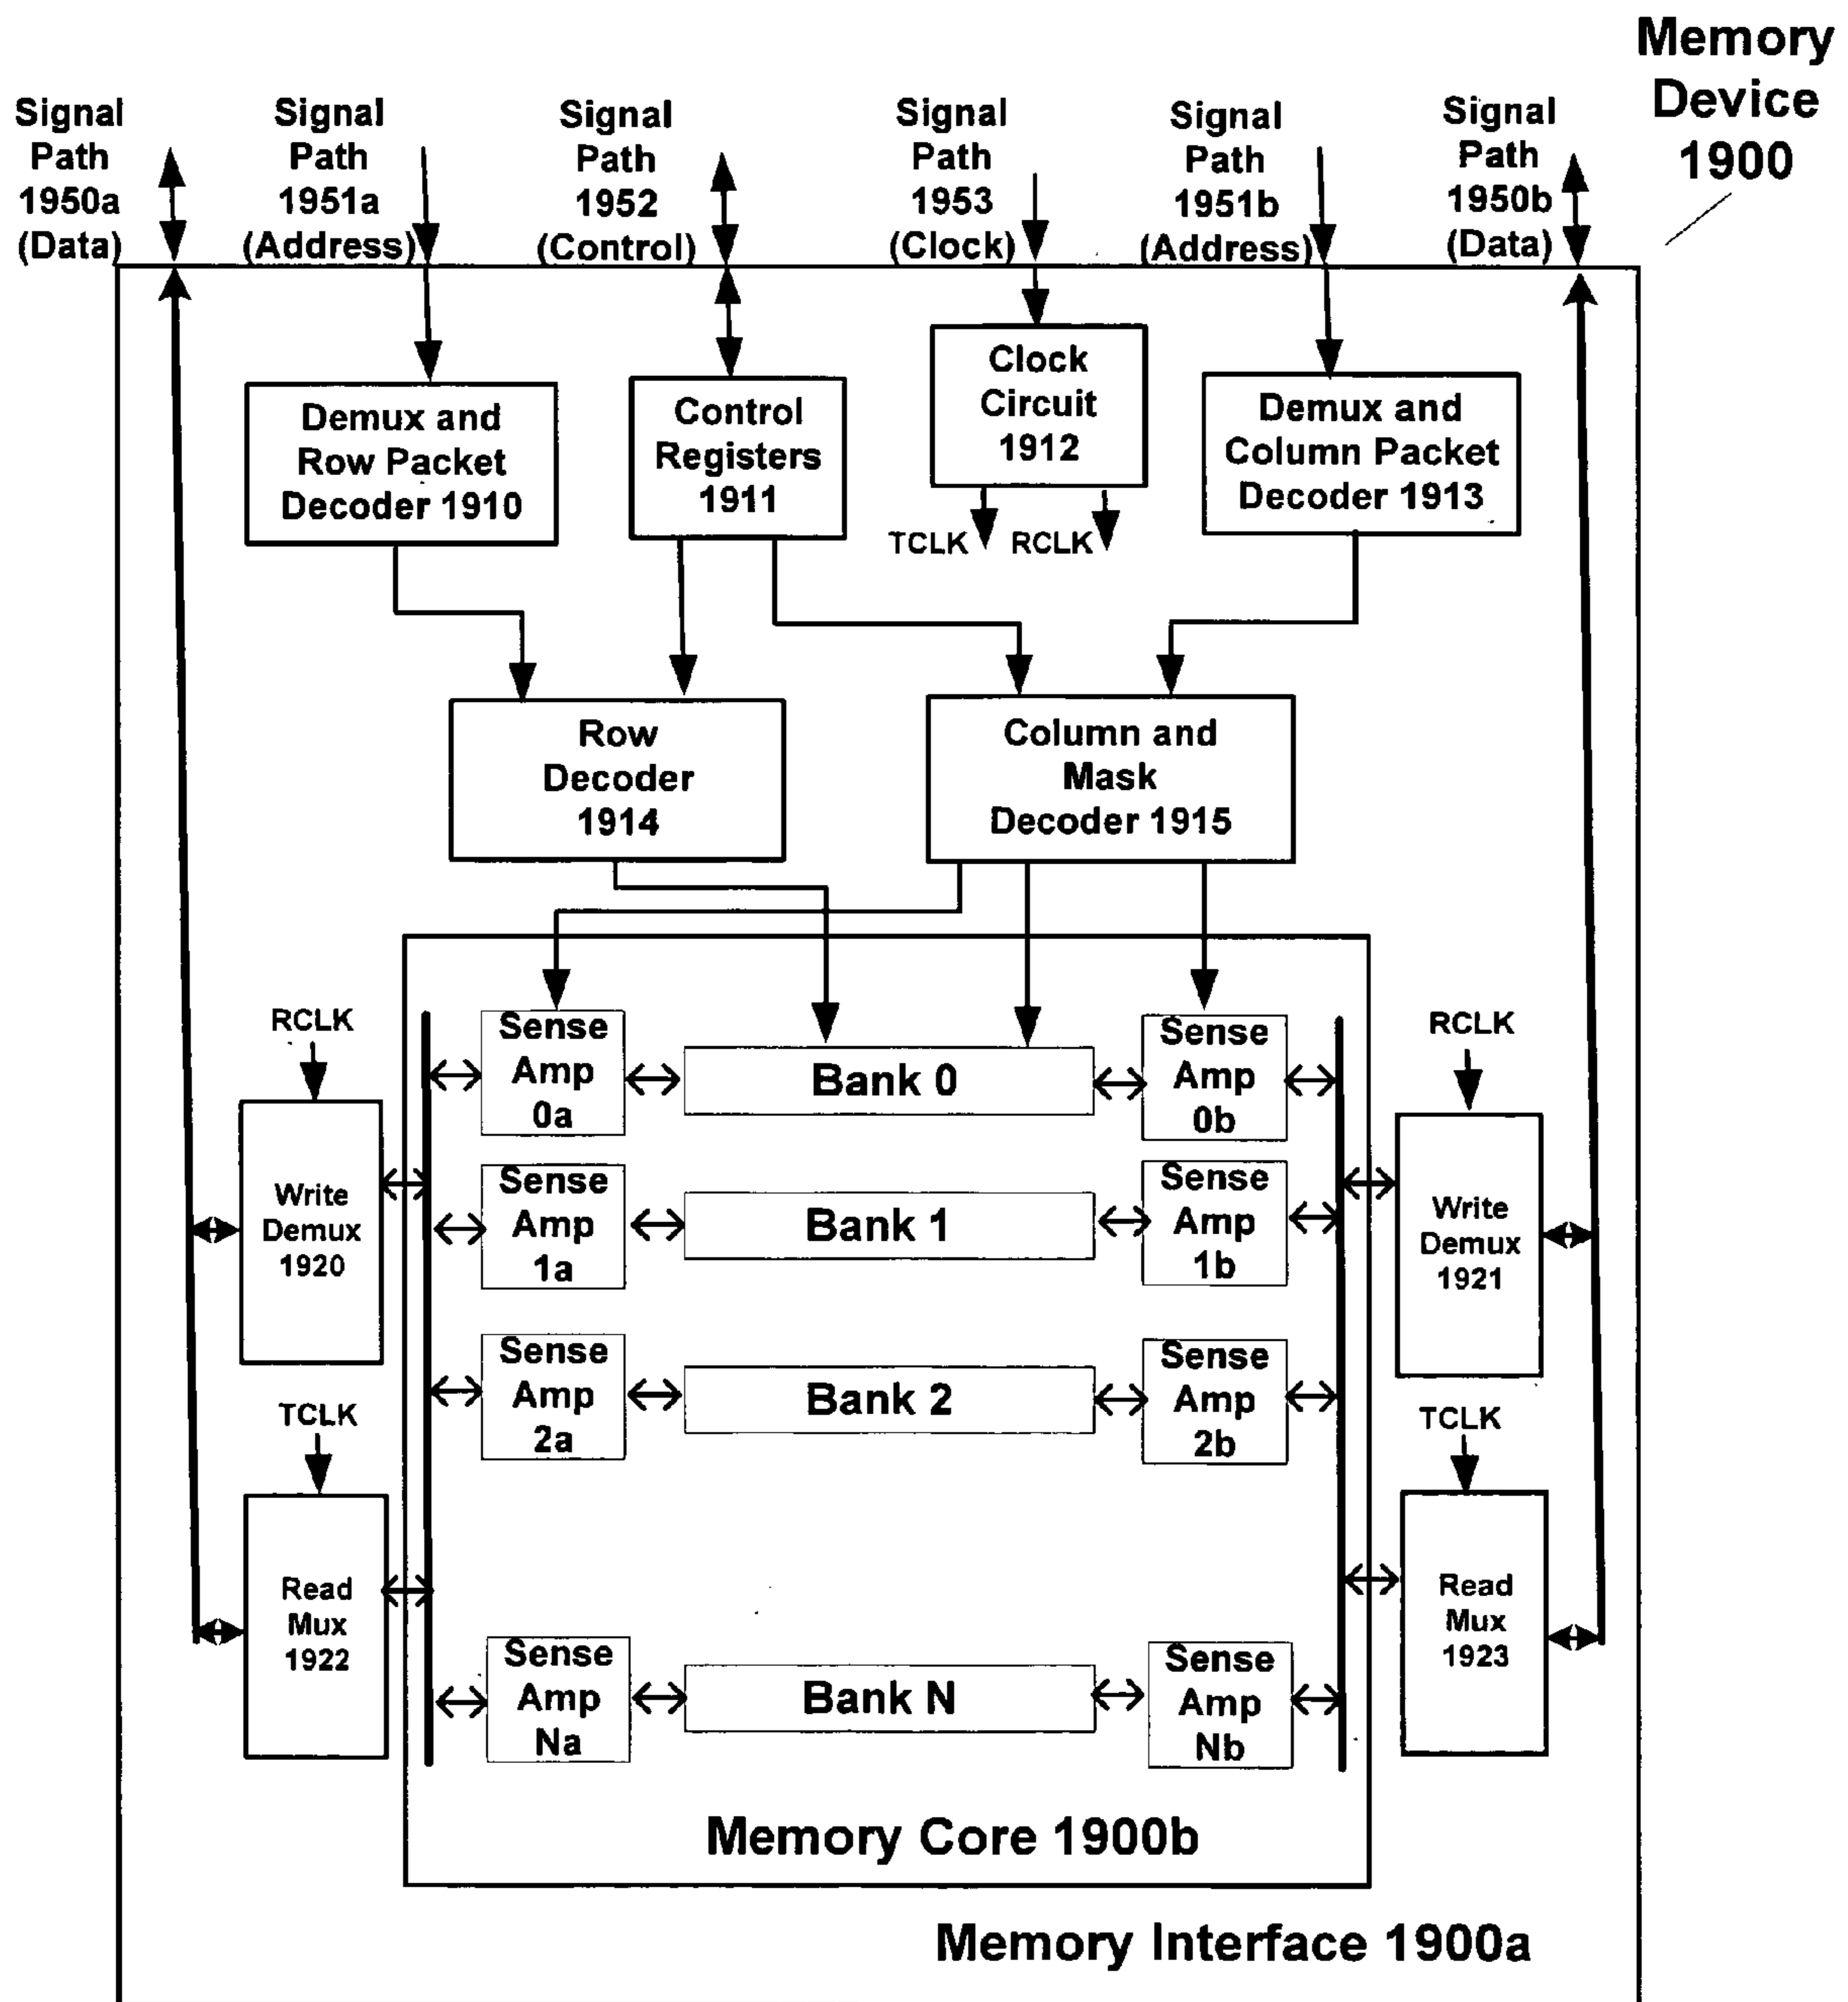 Memory
Device
1900
Signal
Path
1950a
(Data)
Signal
Path
1951a
(Address)
Signal
Path
1952
(Control)
Signal
Path
1953
(Clock)
Signal
Path
1951b
(Address)
Signal
Path
1950b
(Data)
Demux and
Row Packet
Decoder 1910
Control
Registers
1911
Clock
Circuit
1912
Demux and
Column Packet
Decoder 1913
TCLK
RCLK
Row
Decoder
1914
Column and
Mask
Decoder 1915
RCLK
Sense
Amp
0a
Bank 0
Sense
Amp
0b
RCLK
Write
Demux
1920
Sense
Amp
1a
Bank 1
Sense
Amp
1b
Write
Demux
1921
Sense
Amp
2a
Bank 2
Sense
Amp
2b
TCLK
TCLK
Read
Mux
1922
Read
Mux
1923
Sense
Amp
Na
Bank N
Sense
Amp
Nb
Memory Core 1900b
Memory Interface 1900a